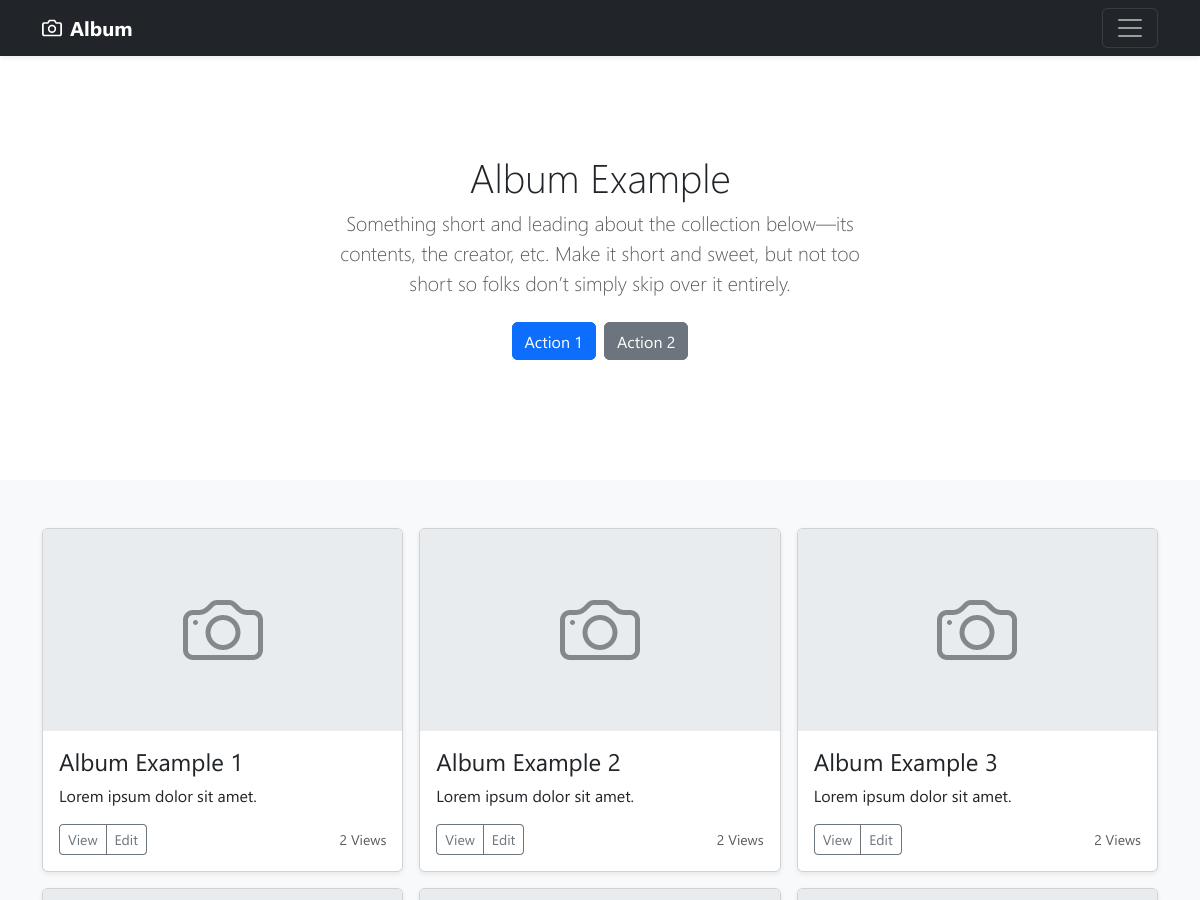 Album
Album Example
Something short and leading about the collection below—its
contents, the creator, etc. Make it short and sweet, but not too
short so folks don’t simply skip over it entirely.
Action 1 Action 2
Album Example 1
Lorem ipsum dolor sit amet.
View Edit 2 Views
Album Example 2
Lorem ipsum dolor sit amet.
View Edit 2 Views
Album Example 3
Lorem ipsum dolor sit amet.
View Edit 2 Views